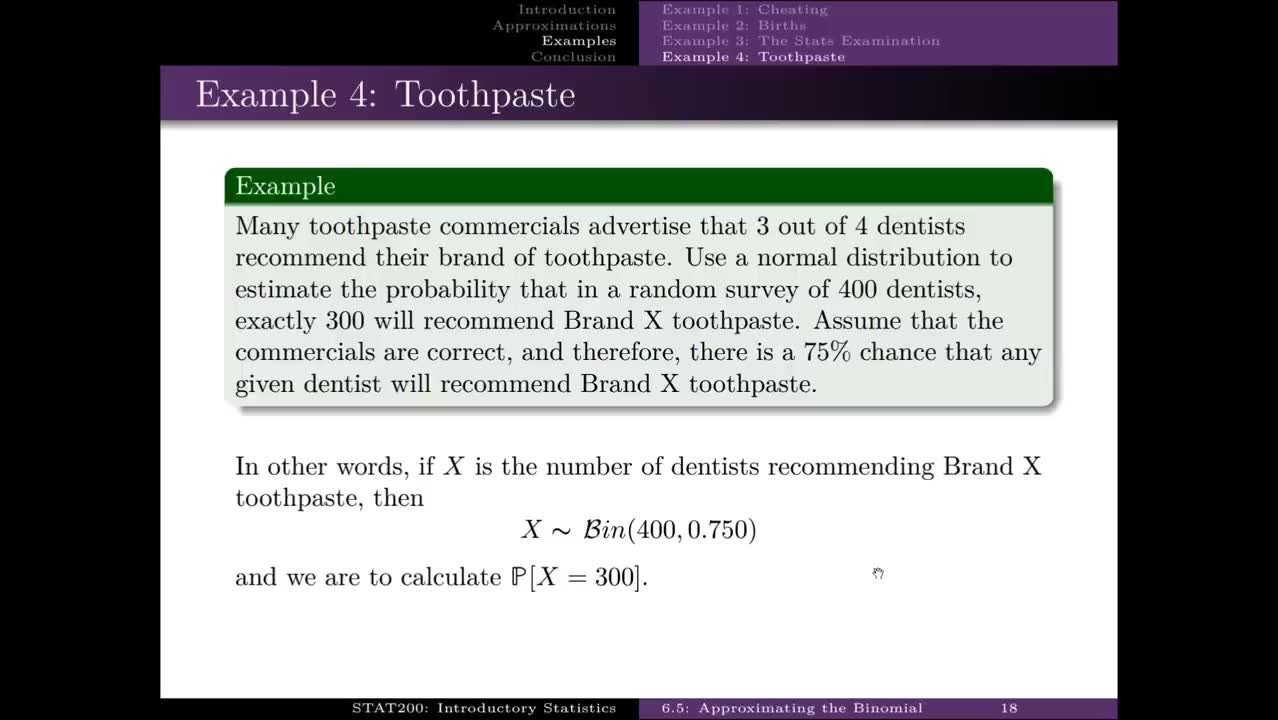 Introduction
Approximations
Examples
Conclusion
Example 1: Cheating
Example 2: Births
Example 3: The Stats Examination
Example 4: Toothpaste
Example 4: Toothpaste
Example
Many toothpaste commercials advertise that 3 out of 4 dentists
recommend their brand of toothpaste. Use a normal distribution to
estimate the probability that in a random survey of 400 dentists,
exactly 300 will recommend Brand X toothpaste. Assume that the
commercials are correct, and therefore, there is a 75% chance that any
given dentist will recommend Brand X toothpaste.
In other words, if X is the number of dentists recommending Brand X
toothpaste, then
X ∼ Bin(400, 0.750)
and we are to calculate ℙ[X = 300].
STAT200: Introductory Statistics
6.5: Approximating the Binomial
18